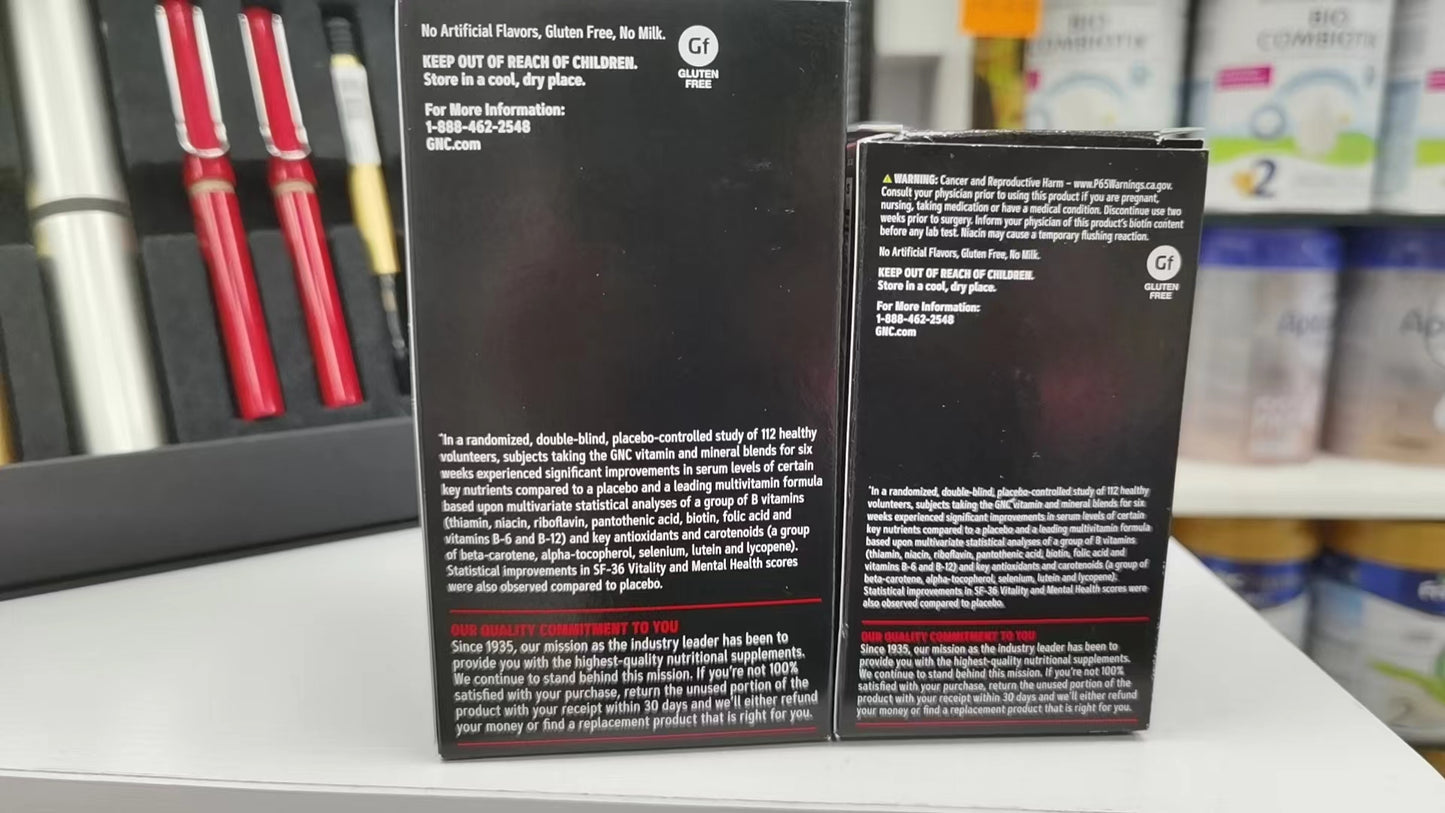 No Artificial Flavors, Gluten Free, No Milk.
KEEP OUT OF REACH OF CHILDREN.
Store in a cool, dry place.
For More Information:
1-888-462-2548
GNC.com
Gf
GLUTEN
FREE
*In a randomized, double-blind, placebo-controlled study of 112 healthy
volunteers, subjects taking the GNC vitamin and mineral blends for six
weeks experienced significant improvements in serum levels of certain
key nutrients compared to a placebo and a leading multivitamin formula
based upon multivariate statistical analyses of a group of B vitamins
(thiamin, niacin, riboflavin, pantothenic acid, biotin, folic acid and
vitamins B-6 and B-12) and key antioxidants and carotenoids (a group
of beta-carotene, alpha-tocopherol, selenium, lutein and lycopene).
Statistical improvements in SF-36 Vitality and Mental Health scores
were also observed compared to placebo.
OUR QUALITY COMMITMENT TO YOU
Since 1935, our mission as the industry leader has been to
provide you with the highest-quality nutritional supplements.
We continue to stand behind this mission. If you're not 100%
satisfied with your purchase, return the unused portion of the
product with your receipt within 30 days and we'll either refund
your money or find a replacement product that is right for you.
WARNING: Cancer and Reproductive Harm – www.P65Warnings.ca.gov.
Consult your physician prior to using this product if you are pregnant,
nursing, taking medication or have a medical condition. Discontinue use two
weeks prior to surgery. Inform your physician of this product's biotin content
before any lab test. Niacin may cause a temporary flushing reaction.
No Artificial Flavors, Gluten Free, No Milk.
KEEP OUT OF REACH OF CHILDREN.
Store in a cool, dry place.
For More Information:
1-888-462-2548
GNC.com
Gf
GLUTEN
FREE
*In a randomized, double-blind, placebo-controlled study of 112 healthy
volunteers, subjects taking the GNC vitamin and mineral blends for six
weeks experienced significant improvements in serum levels of certain
key nutrients compared to a placebo and a leading multivitamin formula
based upon multivariate statistical analyses of a group of B vitamins
(thiamin, niacin, riboflavin, pantothenic acid, biotin, folic acid and
vitamins B-6 and B-12) and key antioxidants and carotenoids (a group of
beta-carotene, alpha-tocopherol, selenium, lutein and lycopene).
Statistical improvements in SF-36 Vitality and Mental Health scores were
also observed compared to placebo.
OUR QUALITY COMMITMENT TO YOU
Since 1935, our mission as the industry leader has been to
provide you with the highest-quality nutritional supplements.
We continue to stand behind this mission. If you're not 100%
satisfied with your purchase, return the unused portion of the
product with your receipt within 30 days and we'll either refund
your money or find a replacement product that is right for you.
BIO
COMBIOTIK
BIO
COMBIOTIK
2